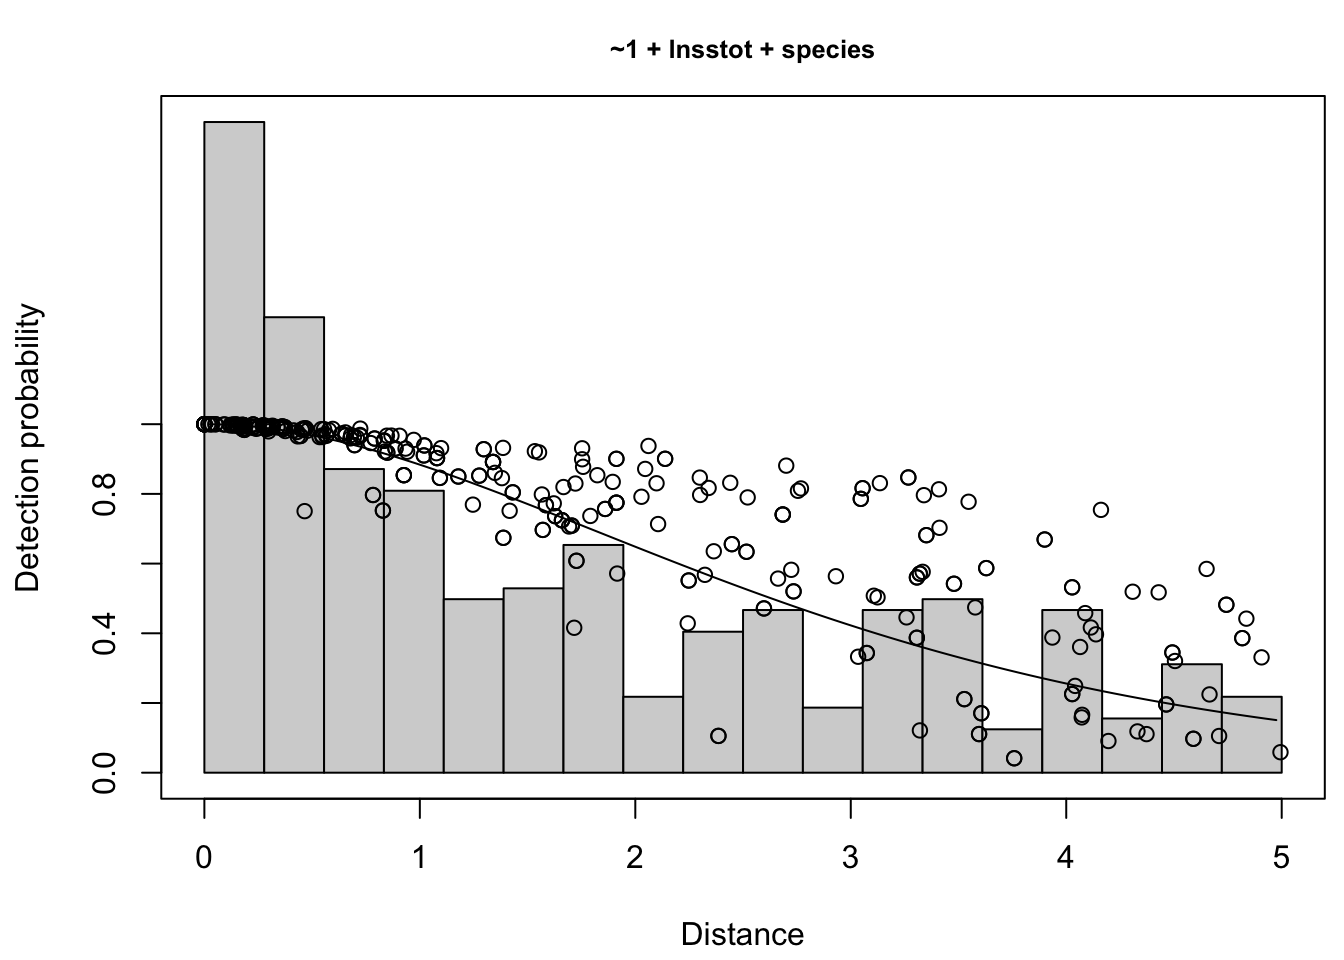 ~1 + lnsstot + species
Detection probability
0.8
0.4
0.0
0 1 2 3 4 5
Distance